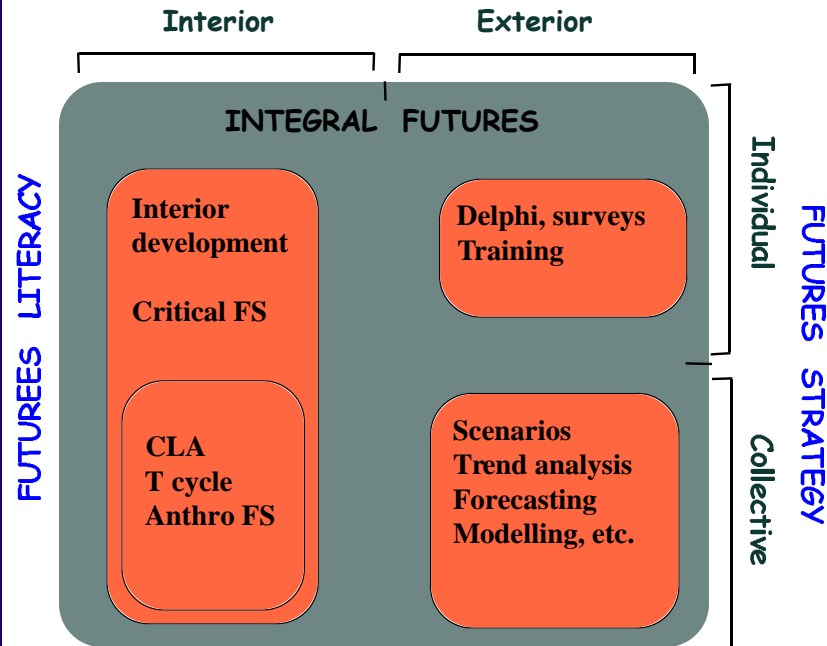 Interior
Exterior
INTEGRAL FUTURES
FUTUREES LITERACY
Interior
development
Critical FS
CLA
T cycle
Anthro FS
Delphi, surveys
Training
Scenarios
Trend analysis
Forecasting
Modelling, etc.
Individual
Collective
FUTURES STRATEGY